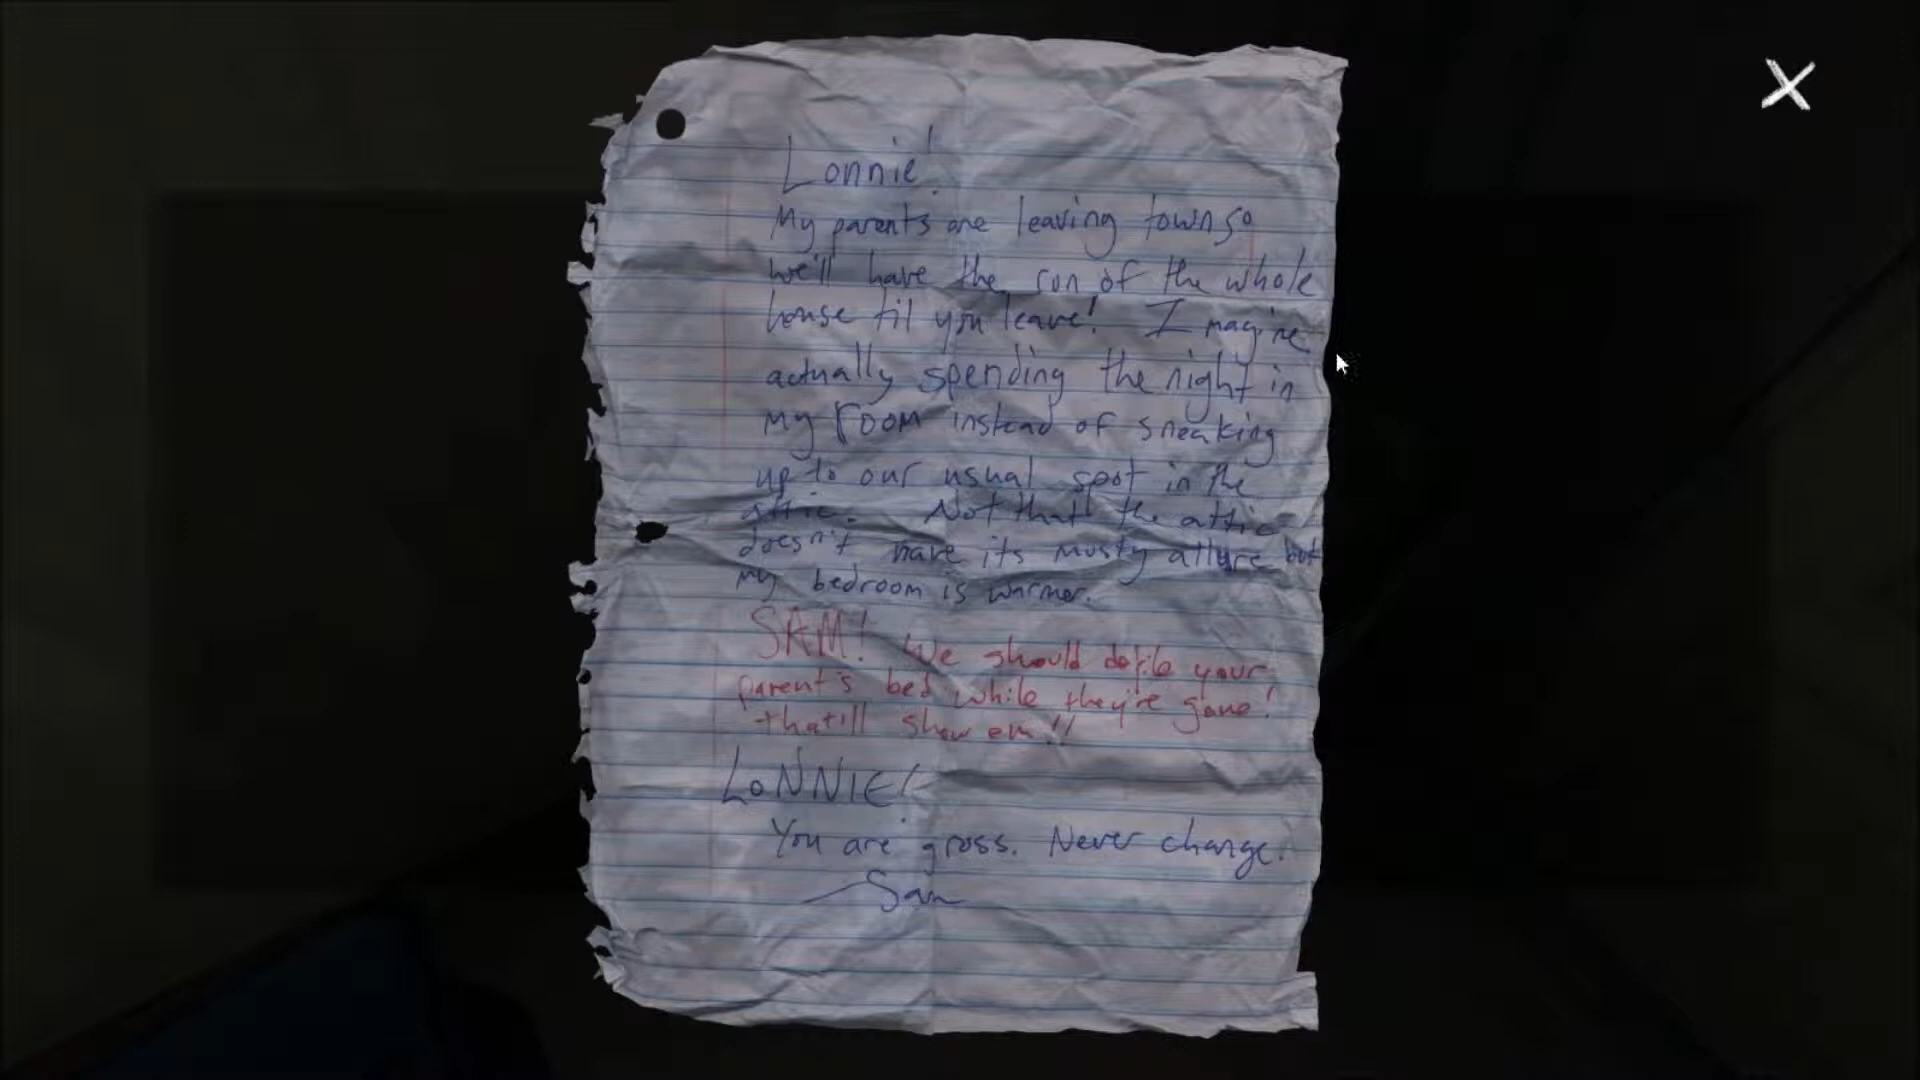 Lonnie!
My parents are leaving town so
we'll have the run of the whole
house til you leave! Imagine
actually spending the night in
my room instead of sneaking
up to our usual spot in the
attic. Not that the attic
doesn't have its musty allure but
my bedroom is warmer.
SAM! We should defile your
parent's bed while they're gone!
that'll show em!!
LONNIE!
You are gross. Never change.
—Sam